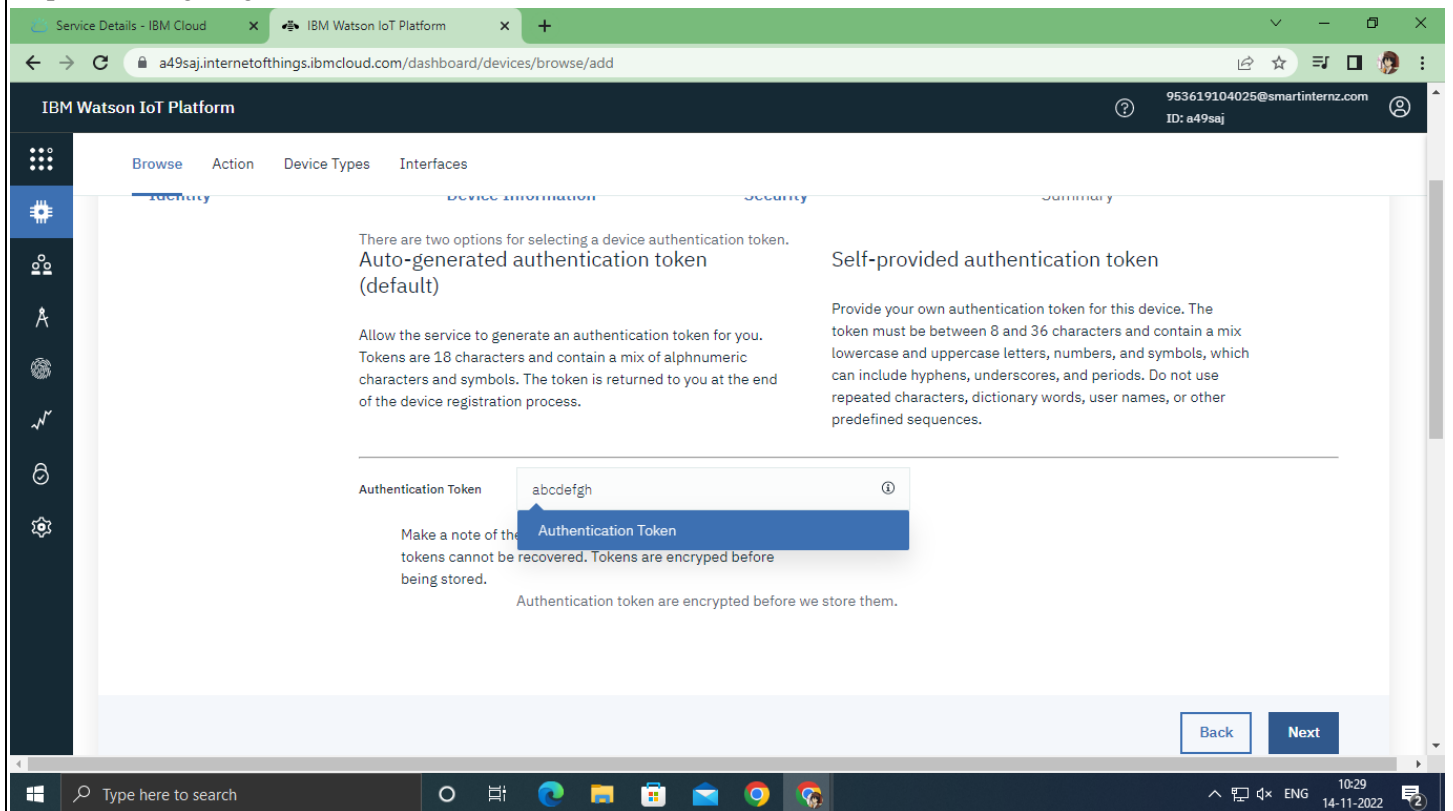 Service Details - IBM Cloud
IBM Watson IoT Platform
a49saj.internetofthings.ibmcloud.com/dashboard/devices/browse/add
IBM Watson IoT Platform
953619104025@smartinternz.com
ID: a49saj
Browse Action Device Types Interfaces
Identity Device Information Security Summary
There are two options for selecting a device authentication token.
Auto-generated authentication token
(default)
Allow the service to generate an authentication token for you.
Tokens are 18 characters and contain a mix of alphnumeric
characters and symbols. The token is returned to you at the end
of the device registration process.
Self-provided authentication token
Provide your own authentication token for this device. The
token must be between 8 and 36 characters and contain a mix
lowercase and uppercase letters, numbers, and symbols, which
can include hyphens, underscores, and periods. Do not use
repeated characters, dictionary words, user names, or other
predefined sequences.
Authentication Token abcdefgh
Authentication Token
Make a note of the
tokens cannot be recovered. Tokens are encryped before
being stored.
Authentication token are encrypted before we store them.
Back Next
Type here to search
ENG
10:29
14-11-2022
2